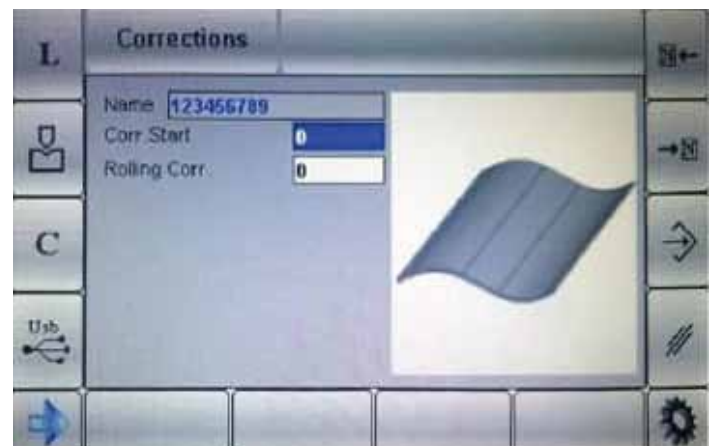 L
Corrections
Name 123456789
Corr Start 0
Rolling Corr 0
C
Usb